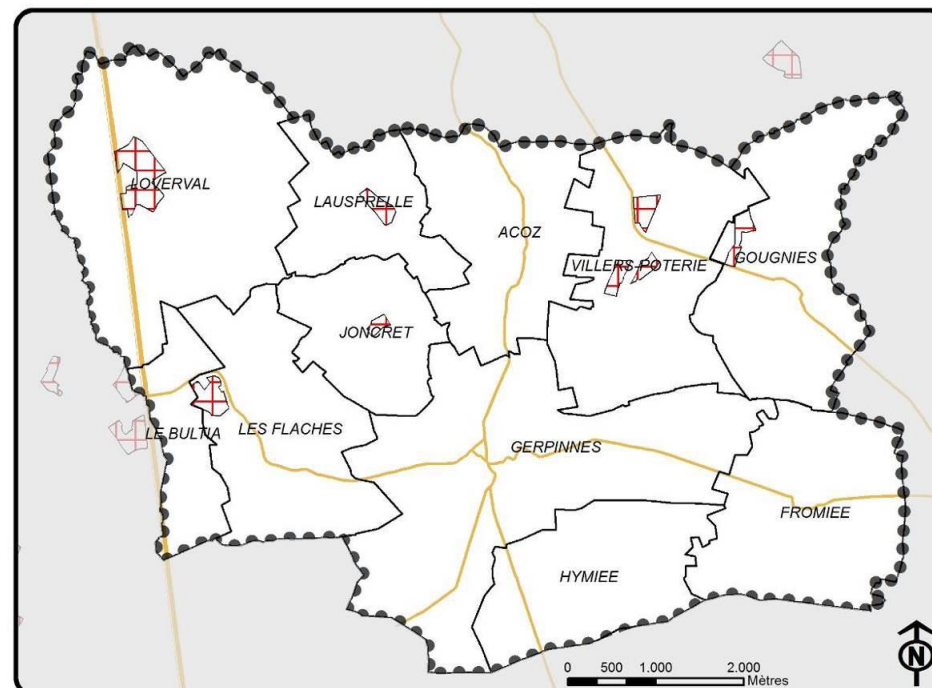 LOVERVAL
LAUSPRELLE
ACOZ
VILLERS-POTERIE
GOUGNIES
JONCRET
LE BULTIA
LES FLACHES
GERPINNES
FROMIEE
HYMIEE
0 500 1.000 2.000
Mètres
N